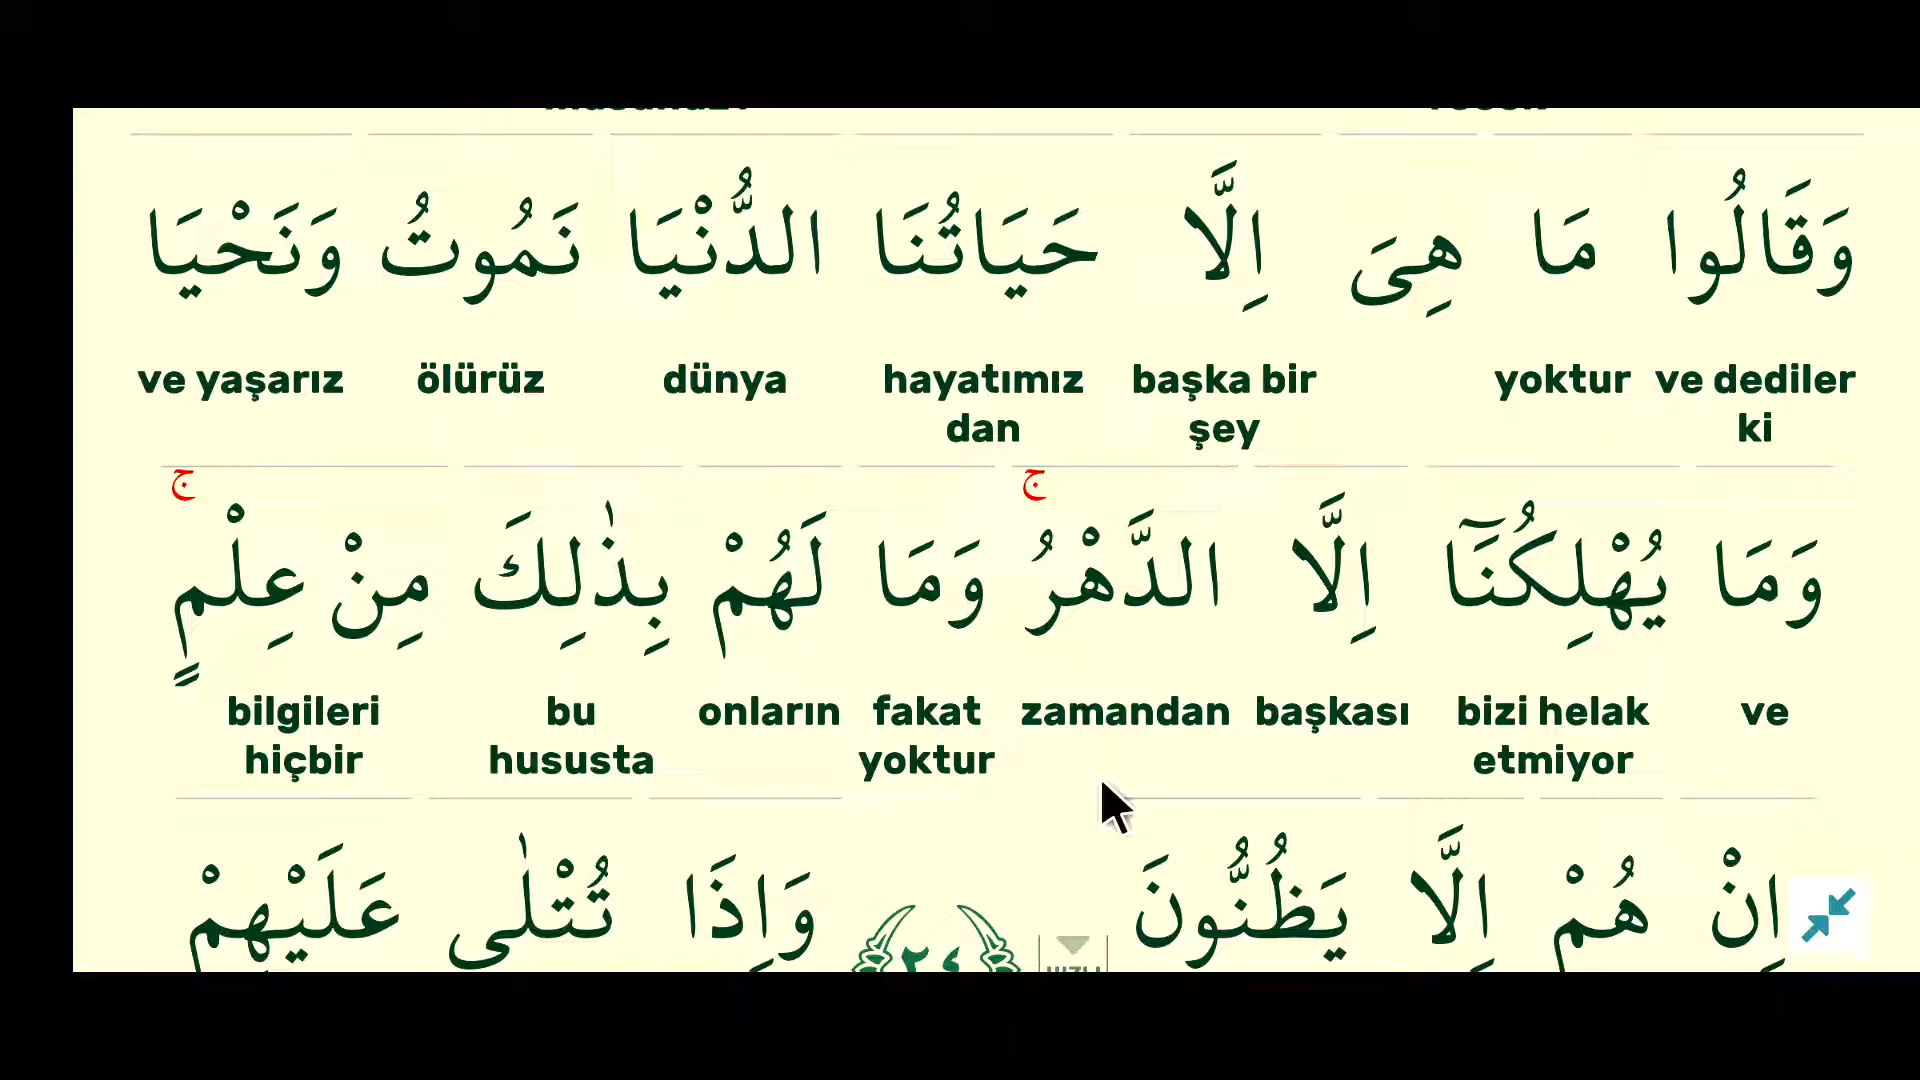 وَقَالُوا مَا هِىَ اِلَّا حَيَاتُنَا الدُّنْيَا نَمُوتُ وَنَحْيَا
ve dediler ki yoktur başka bir şey hayatımız dan dünya ölürüz ve yaşarız
وَمَا يُهْلِكُنَٓا اِلَّا الدَّهْرُۚ وَمَا لَهُمْ بِذٰلِكَ مِنْ عِلْمٍۚ
ve bizi helak etmiyor başkası zamandan fakat yoktur onların bu hususta bilgileri hiçbir
اِنْ هُمْ اِلَّا يَظُنُّونَ ٢٤ وَاِذَا تُتْلٰى عَلَيْهِمْ